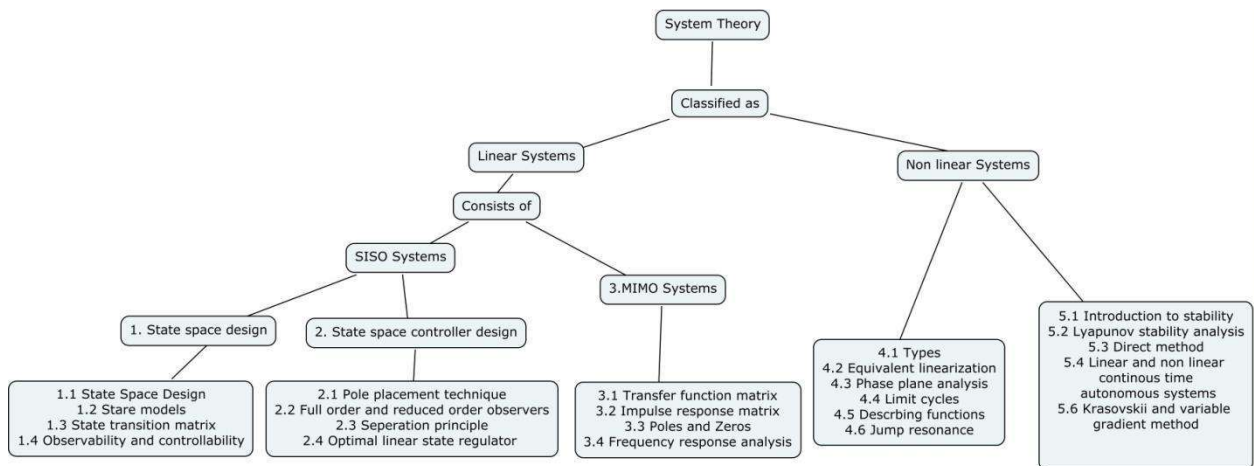 System Theory
Classified as
Linear Systems
Non linear Systems
Consists of
SISO Systems
3.MIMO Systems
1. State space design
2. State space controller design
1.1 State Space Design
1.2 Stare models
1.3 State transition matrix
1.4 Observability and controllability
2.1 Pole placement technique
2.2 Full order and reduced order observers
2.3 Seperation principle
2.4 Optimal linear state regulator
3.1 Transfer function matrix
3.2 Impulse response matrix
3.3 Poles and Zeros
3.4 Frequency response analysis
4.1 Types
4.2 Equivalent linearization
4.3 Phase plane analysis
4.4 Limit cycles
4.5 Descrbing functions
4.6 Jump resonance
5.1 Introduction to stability
5.2 Lyapunov stability analysis
5.3 Direct method
5.4 Linear and non linear
continous time
autonomous systems
5.6 Krasovskii and variable
gradient method